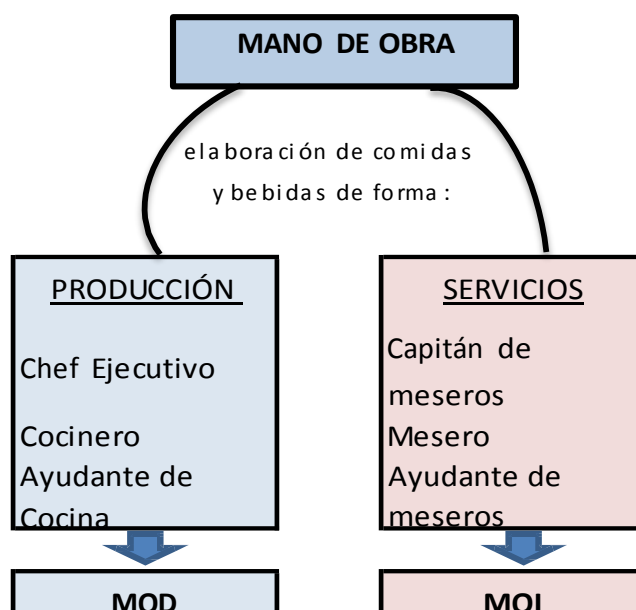 MANO DE OBRA
elaboración de comidas
y bebidas de forma :
PRODUCCIÓN
Chef Ejecutivo
Cocinero
Ayudante de
Cocina
SERVICIOS
Capitán de
meseros
Mesero
Ayudante de
meseros
MOD
MOI